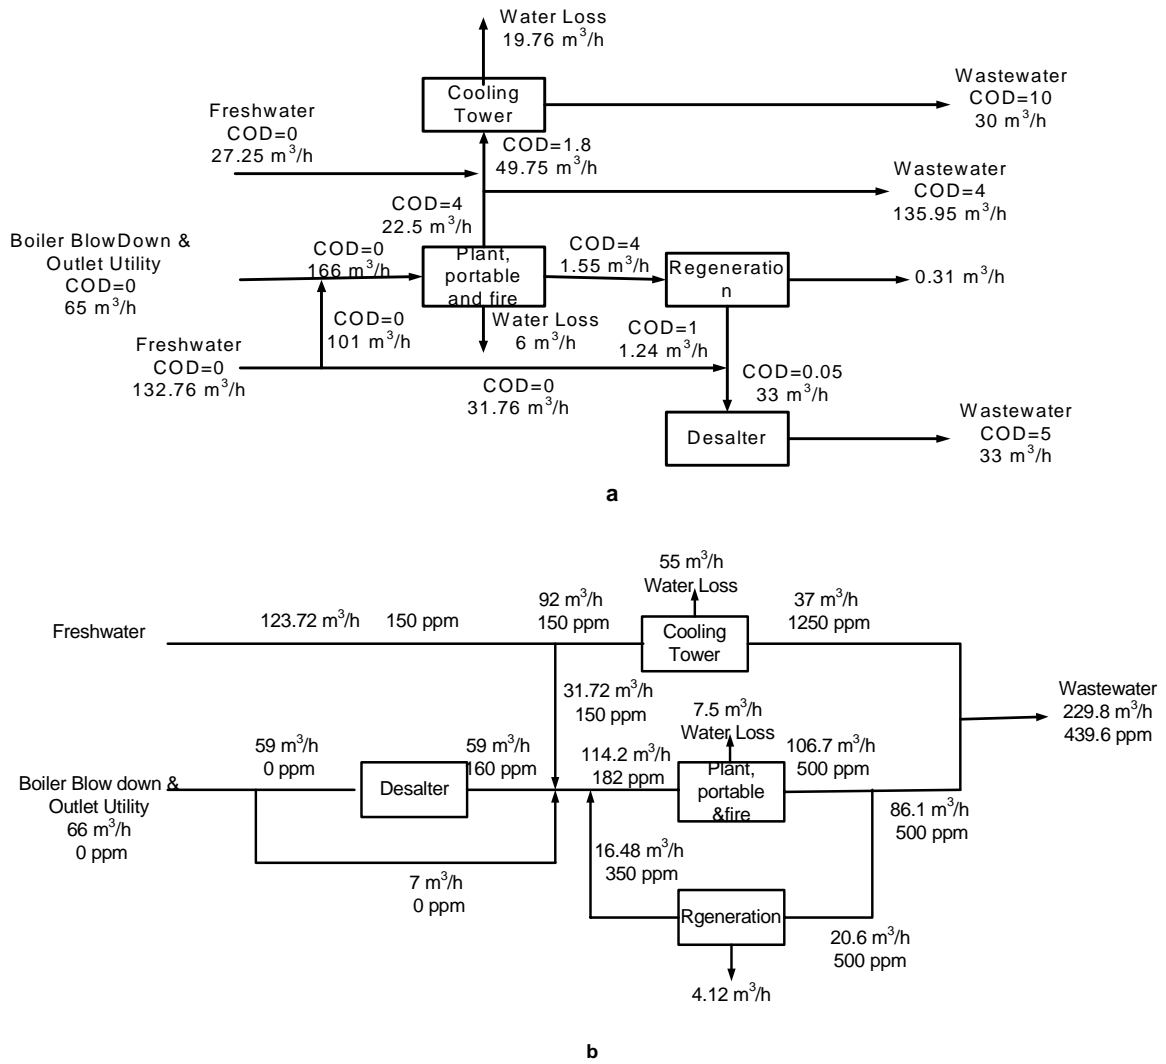 Water Loss
19.76 m³/h
Cooling
Tower
Wastewater
COD=10
30 m³/h
Freshwater
COD=0
27.25 m³/h
COD=1.8
49.75 m³/h
Wastewater
COD=4
135.95 m³/h
COD=4
22.5 m³/h
Boiler BlowDown &
Outlet Utility
COD=0
65 m³/h
COD=0
166 m³/h
Plant,
portable
and fire
COD=4
1.55 m³/h
Regeneratio
n
0.31 m³/h
COD=0
101 m³/h
Water Loss
6 m³/h
COD=1
1.24 m³/h
Freshwater
COD=0
132.76 m³/h
COD=0
31.76 m³/h
COD=0.05
33 m³/h
Desalter
Wastewater
COD=5
33 m³/h
a
55 m³/h
Water Loss
Freshwater
123.72 m³/h 150 ppm
92 m³/h
150 ppm
Cooling
Tower
37 m³/h
1250 ppm
31.72 m³/h
150 ppm
7.5 m³/h
Water Loss
Wastewater
229.8 m³/h
439.6 ppm
Boiler Blow down &
Outlet Utility
66 m³/h
0 ppm
59 m³/h
0 ppm
Desalter
59 m³/h
160 ppm
114.2 m³/h
182 ppm
Plant,
portable
&fire
106.7 m³/h
500 ppm
86.1 m³/h
500 ppm
7 m³/h
0 ppm
16.48 m³/h
350 ppm
Rgeneration
20.6 m³/h
500 ppm
4.12 m³/h
b